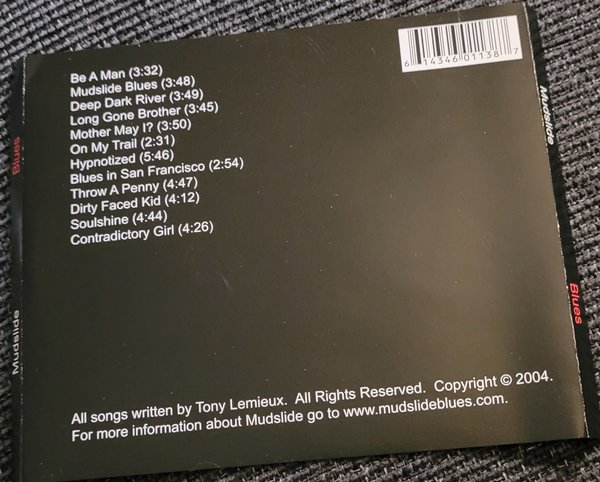 Be A Man (3:32)
Mudslide Blues (3:48)
Deep Dark River (3:49)
Long Gone Brother (3:45)
Mother May I? (3:50)
On My Trail (2:31)
Hypnotized (5:46)
Blues in San Francisco (2:54)
Throw A Penny (4:47)
Dirty Faced Kid (4:12)
Soulshine (4:44)
Contradictory Girl (4:26)
6 14346 01138 7
All songs written by Tony Lemieux. All Rights Reserved. Copyright © 2004.
For more information about Mudslide go to www.mudslideblues.com.
Mudslide Blues
Mudslide Blues